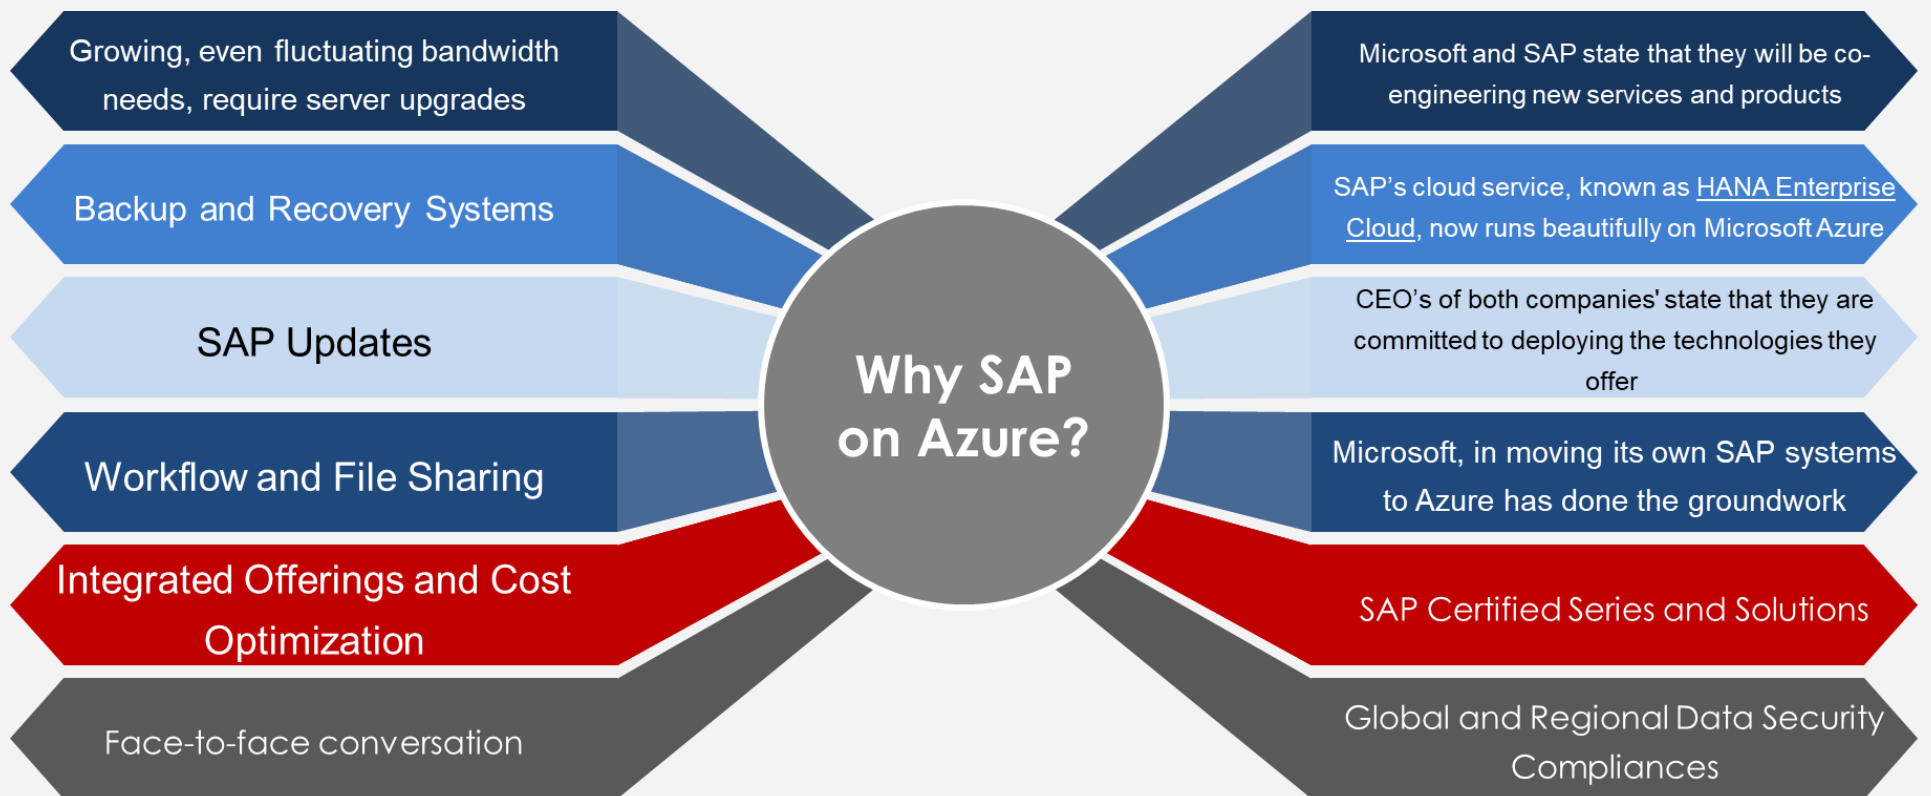 Growing, even fluctuating bandwidth
needs, require server upgrades
Backup and Recovery Systems
SAP Updates
Workflow and File Sharing
Integrated Offerings and Cost
Optimization
Face-to-face conversation
Why SAP
on Azure?
Microsoft and SAP state that they will be co-
engineering new services and products
SAP’s cloud service, known as HANA Enterprise
Cloud, now runs beautifully on Microsoft Azure
CEO’s of both companies' state that they are
committed to deploying the technologies they
offer
Microsoft, in moving its own SAP systems
to Azure has done the groundwork
SAP Certified Series and Solutions
Global and Regional Data Security
Compliances